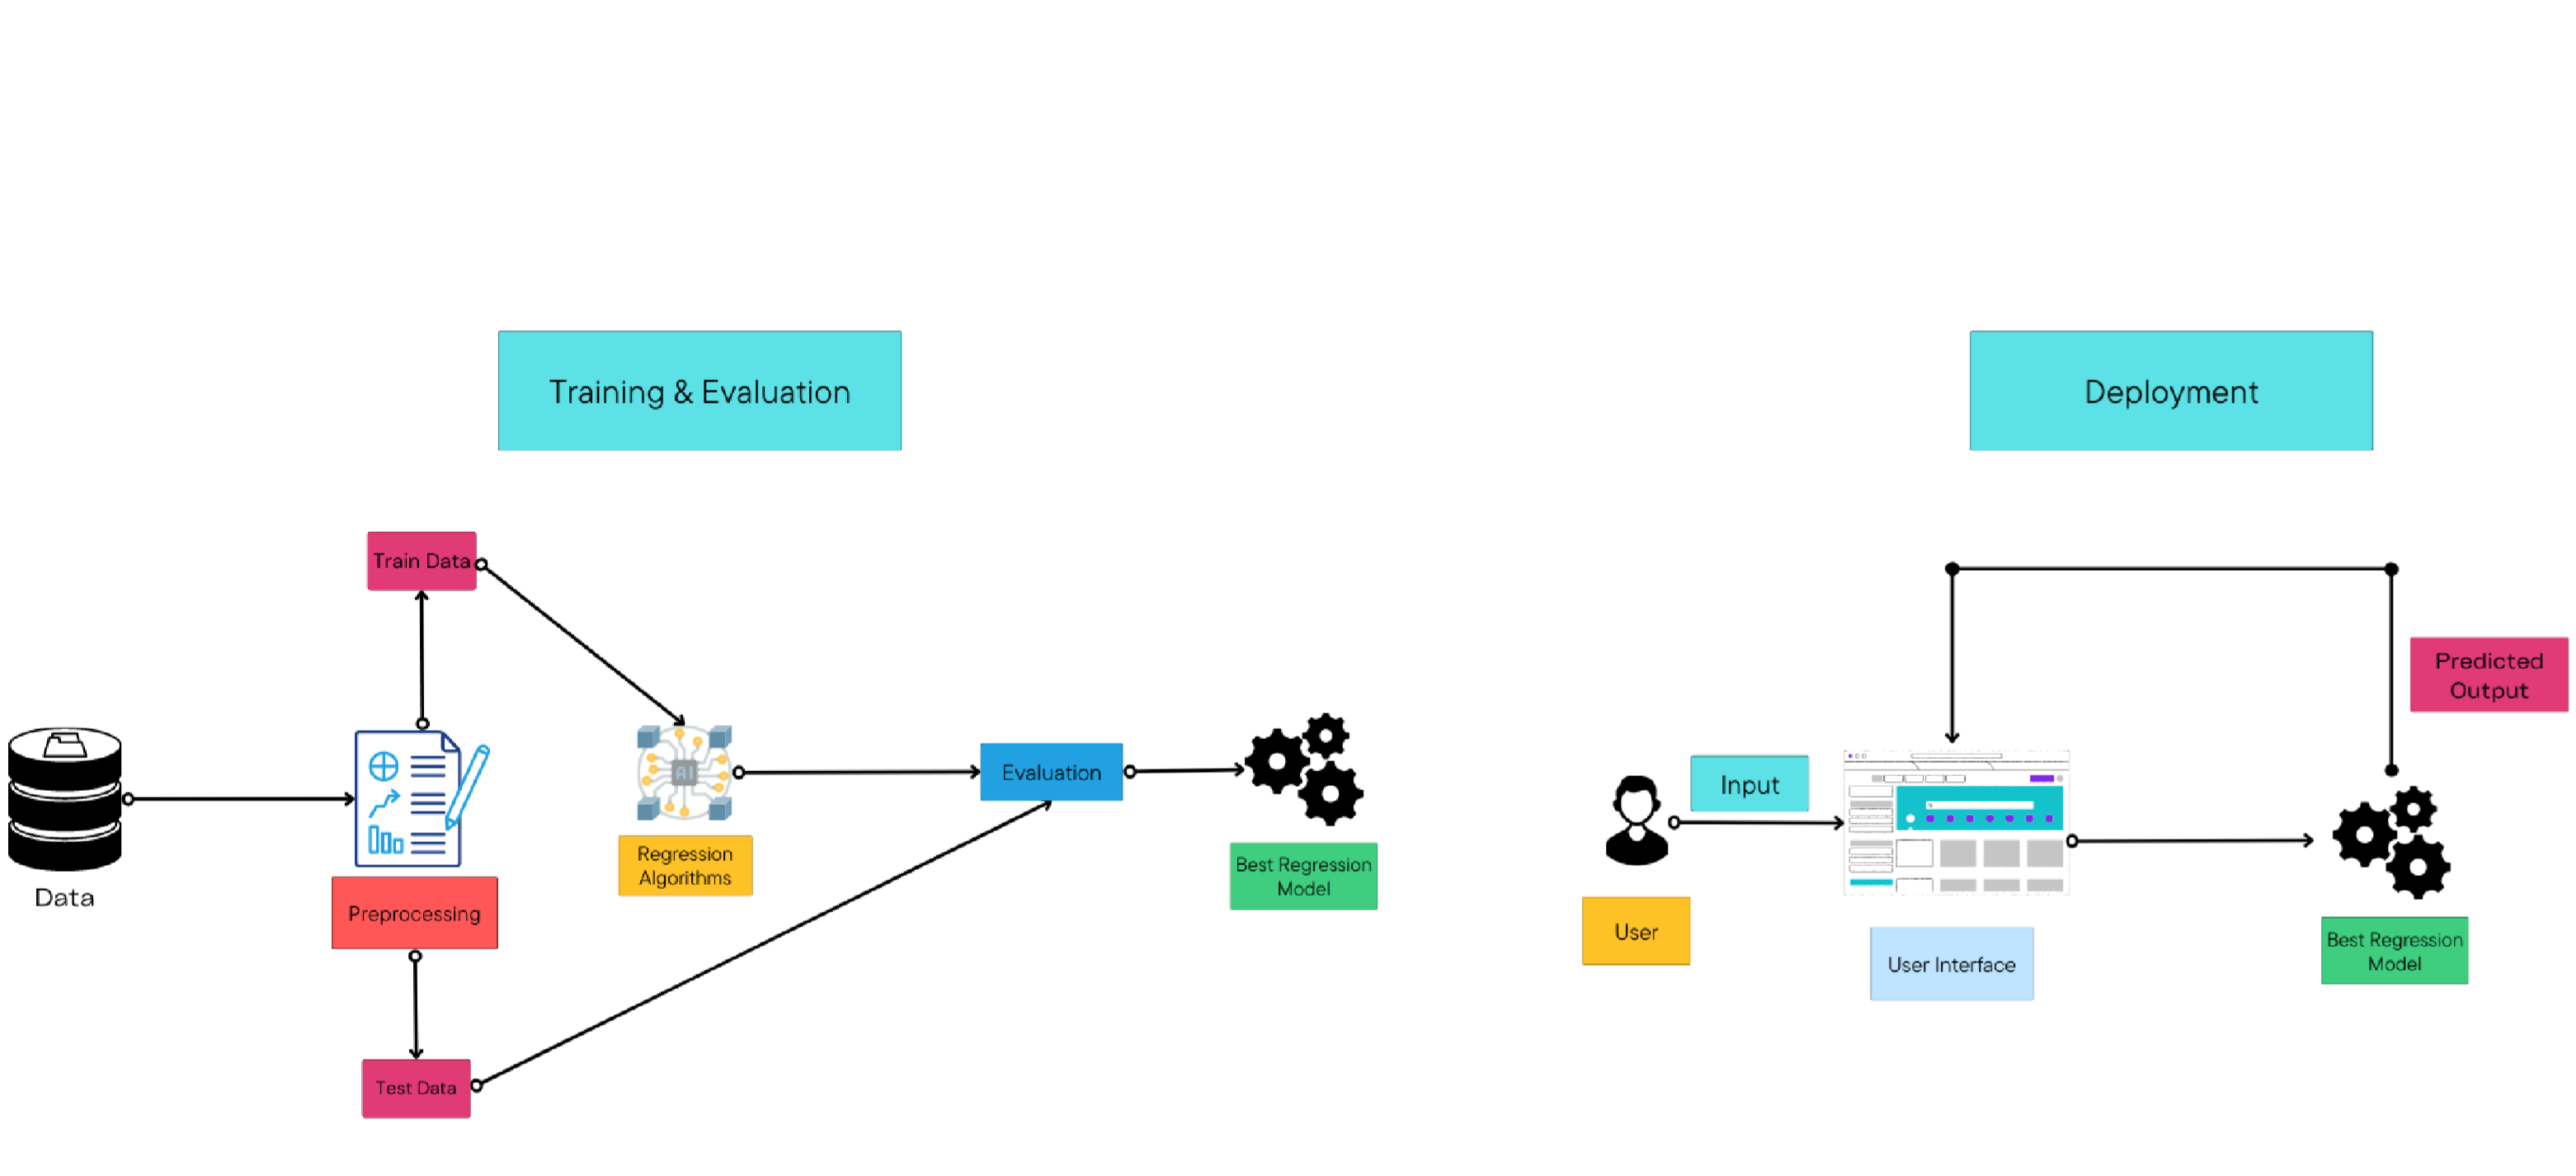 Training & Evaluation
Deployment
Train Data
Predicted
Output
AI
Evaluation
Input
Regression
Algorithms
Best Regression
Model
Data
Preprocessing
User
User Interface
Best Regression
Model
Test Data